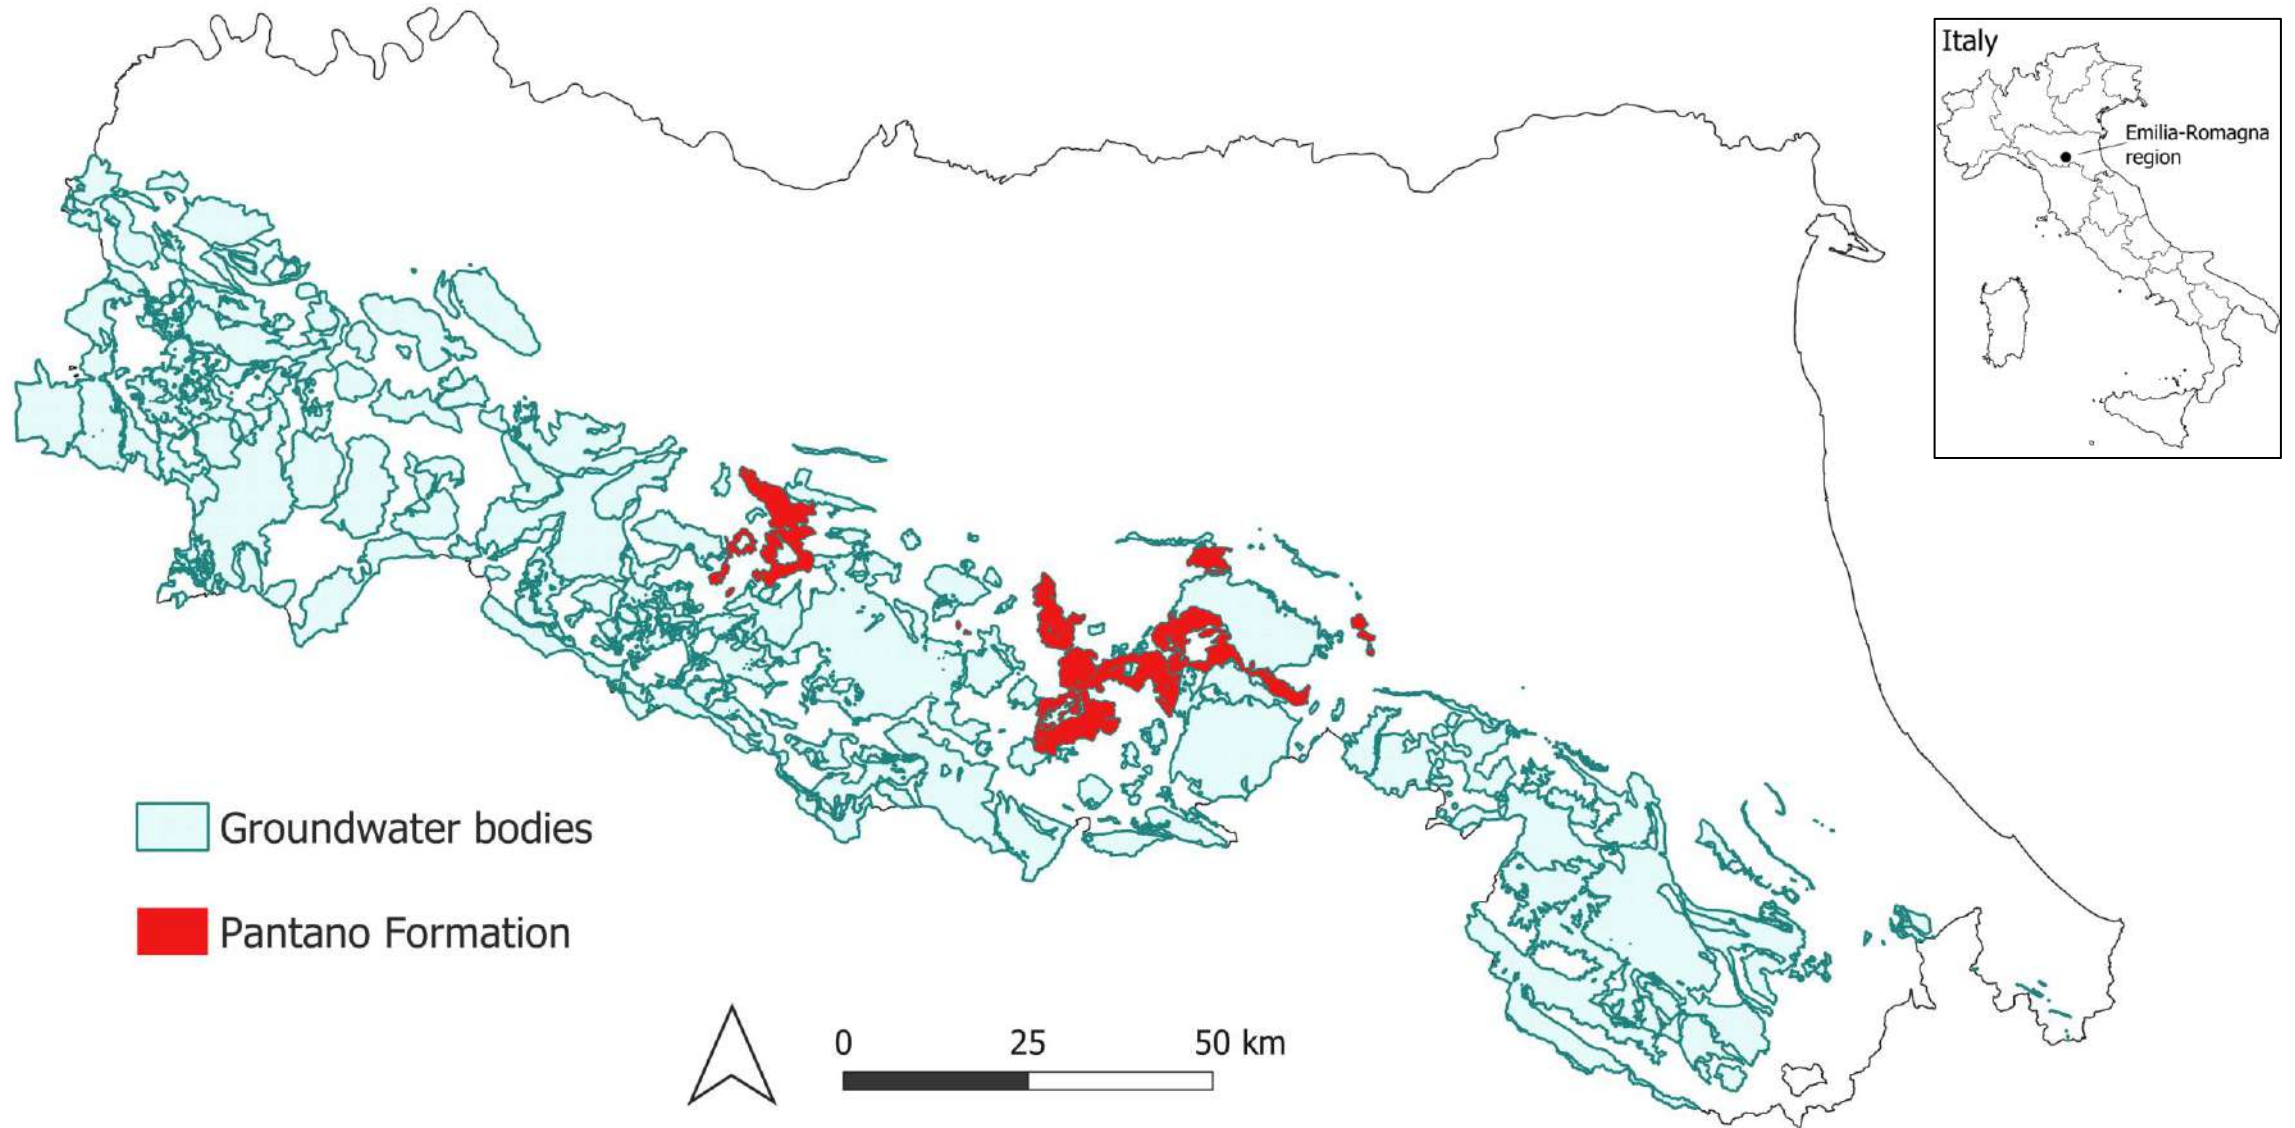 Italy
Emilia-Romagna
region
Groundwater bodies
Pantano Formation
0 25 50 km